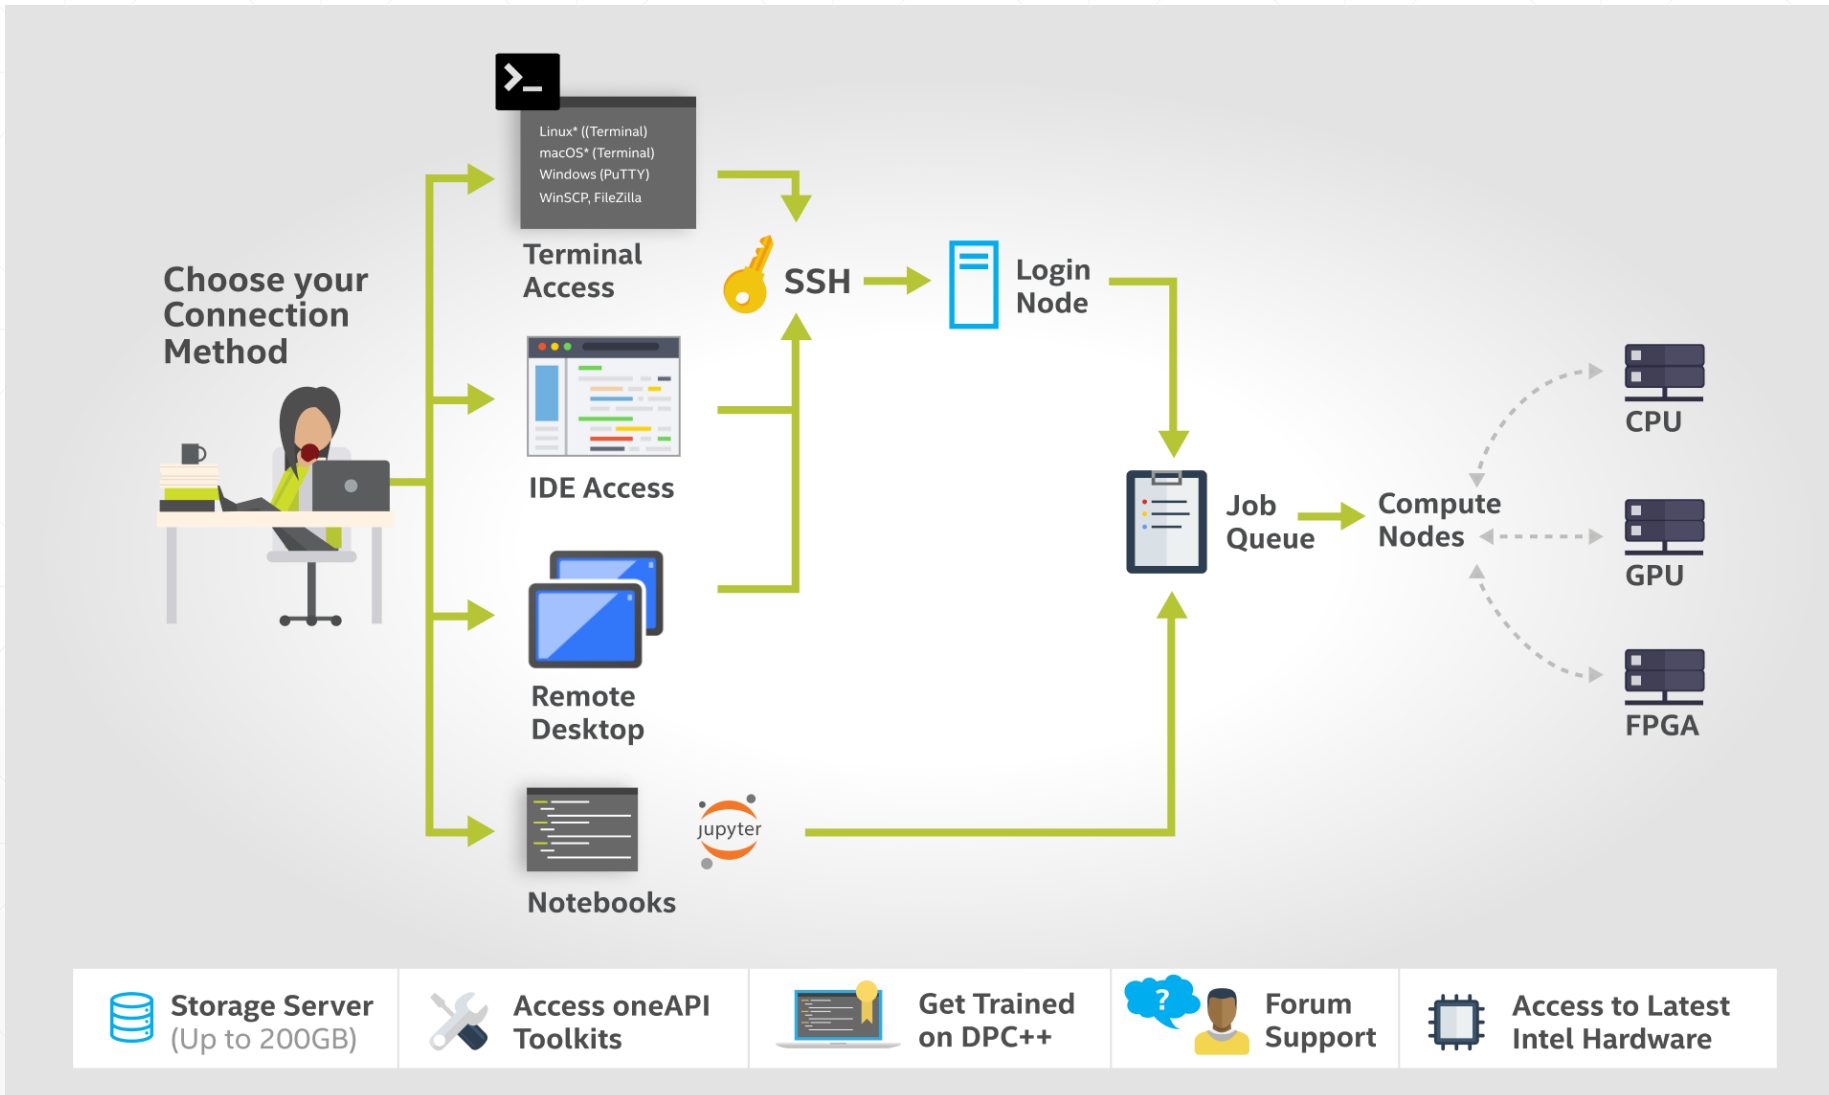 Linux* ((Terminal)
macOS* (Terminal)
Windows (PuTTY)
WinSCP, FileZilla
Terminal
Access
Choose your
Connection
Method
SSH
Login
Node
IDE Access
CPU
Job
Queue
Compute
Nodes
GPU
Remote
Desktop
FPGA
jupyter
Notebooks
Storage Server
(Up to 200GB)
Access oneAPI
Toolkits
Get Trained
on DPC++
?
Forum
Support
Access to Latest
Intel Hardware